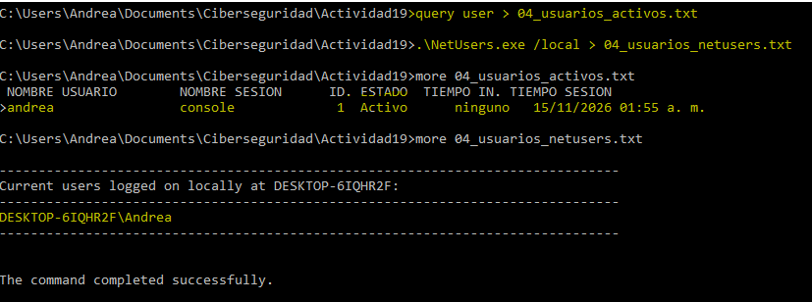 C:\Users\Andrea\Documents\Ciberseguridad\Actividad19>query user > 04_usuarios_activos.txt
C:\Users\Andrea\Documents\Ciberseguridad\Actividad19>.\NetUsers.exe /local > 04_usuarios_netusers.txt
C:\Users\Andrea\Documents\Ciberseguridad\Actividad19>more 04_usuarios_activos.txt
 NOMBRE USUARIO        NOMBRE SESION      ID. ESTADO  TIEMPO IN. TIEMPO SESION
>andrea                console             1  Activo      ninguno   15/11/2026 01:55 a. m.
C:\Users\Andrea\Documents\Ciberseguridad\Actividad19>more 04_usuarios_netusers.txt
-------------------------------------------------------------------------------
Current users logged on locally at DESKTOP-6IQHR2F:
-------------------------------------------------------------------------------
DESKTOP-6IQHR2F\Andrea
-------------------------------------------------------------------------------
The command completed successfully.